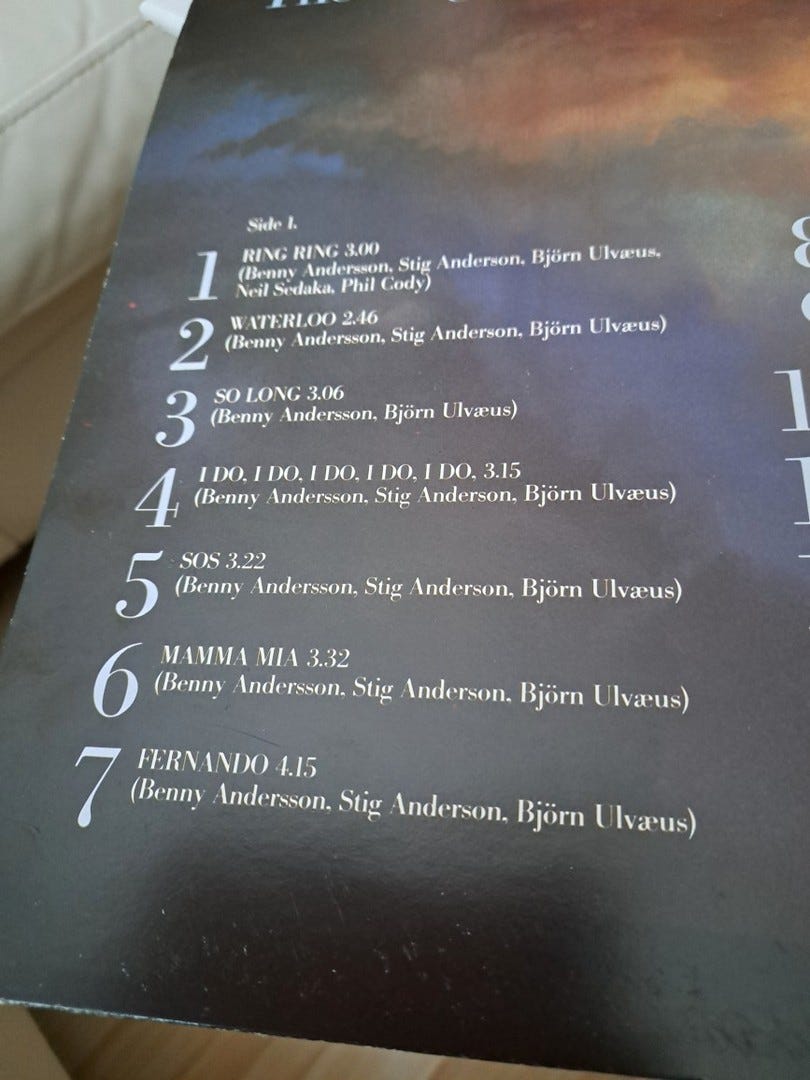 The
Side 1.
1
RING RING 3.00
(Benny Andersson, Stig Anderson, Björn Ulvæus,
Neil Sedaka, Phil Cody)
2
WATERLOO 2.46
(Benny Andersson, Stig Anderson, Björn Ulvæus)
3
SO LONG 3.06
(Benny Andersson, Björn Ulvæus)
4
I DO, I DO, I DO, I DO, I DO, 3.15
(Benny Andersson, Stig Anderson, Björn Ulvæus)
5
SOS 3.22
(Benny Andersson, Stig Anderson, Björn Ulvæus)
6
MAMMA MIA 3.32
(Benny Andersson, Stig Anderson, Björn Ulvæus)
7
FERNANDO 4.15
(Benny Andersson, Stig Anderson, Björn Ulvæus)
8